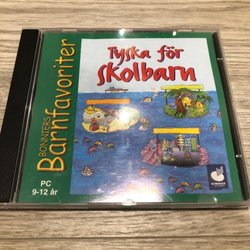 BONNIERS
Barnfavoriter
PC
9-12 år
Tyska för
skolbarn